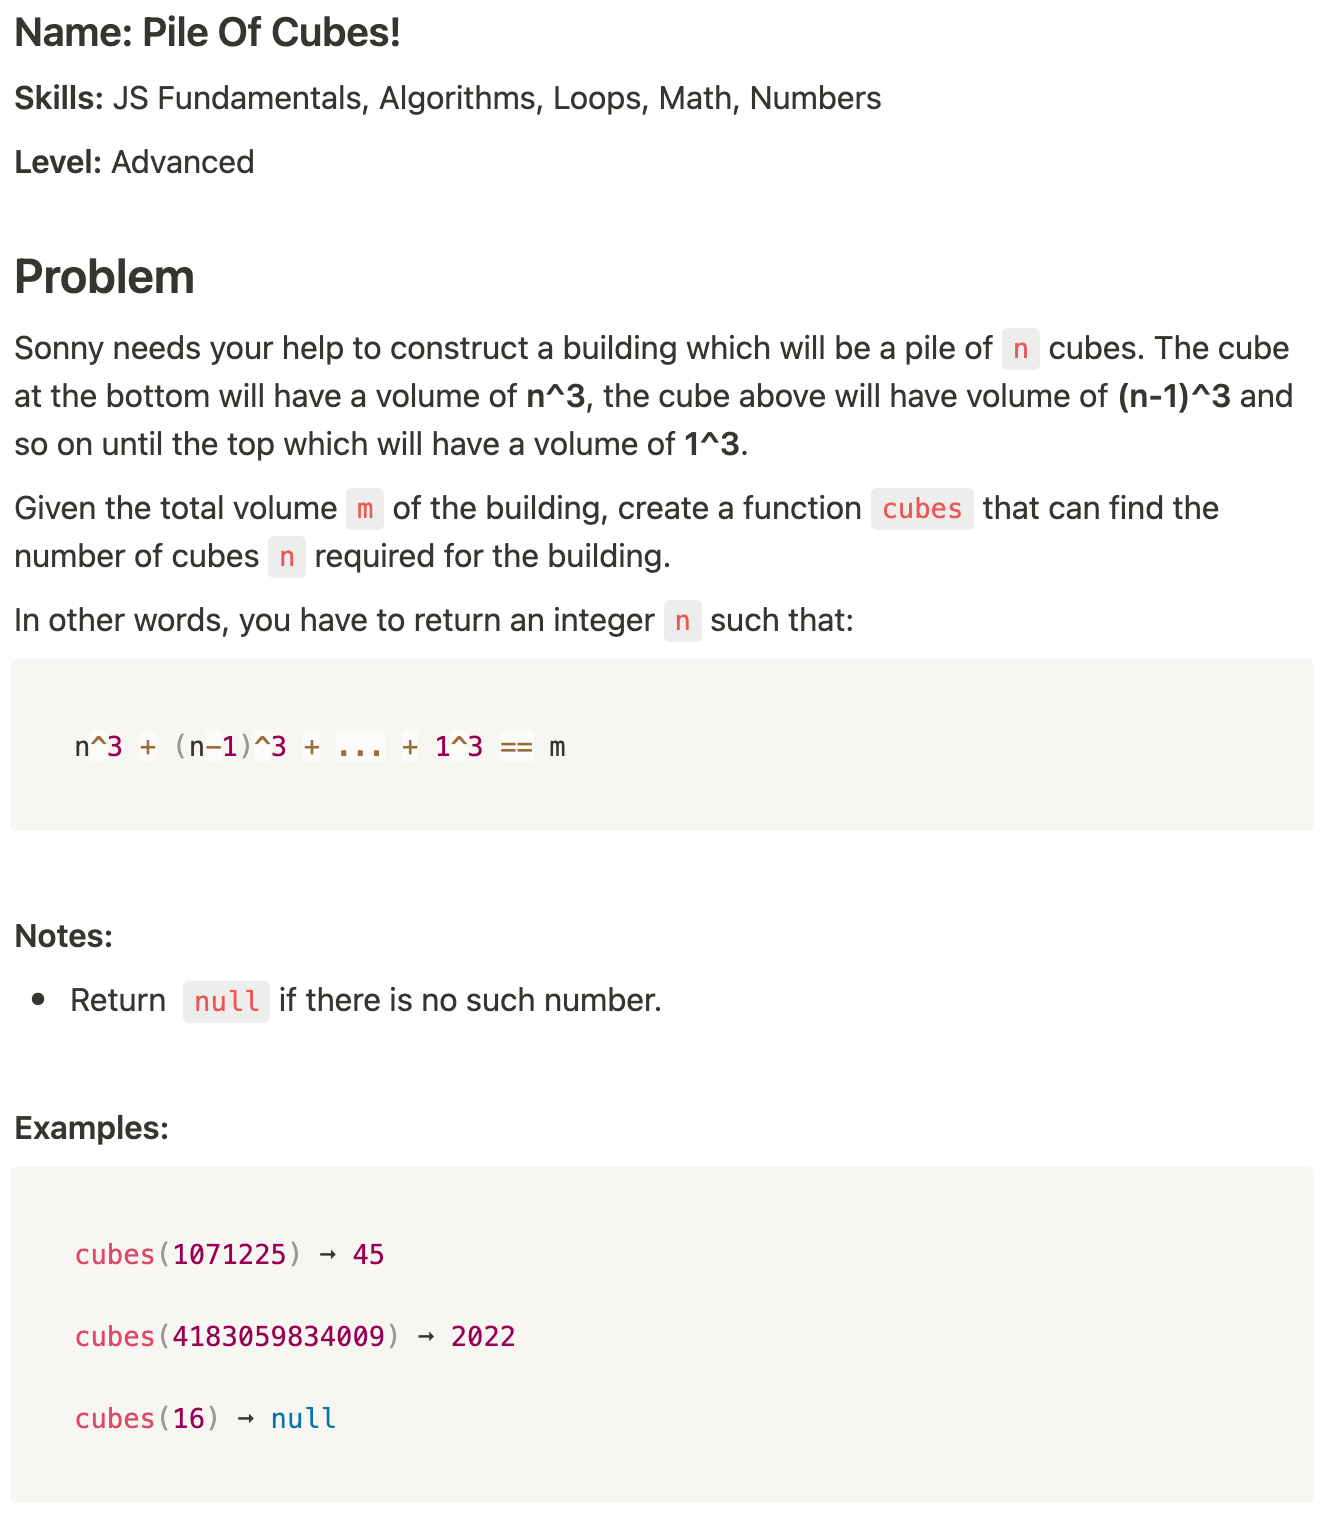 Name: Pile Of Cubes!
Skills: JS Fundamentals, Algorithms, Loops, Math, Numbers
Level: Advanced
Problem
Sonny needs your help to construct a building which will be a pile of n cubes. The cube
at the bottom will have a volume of n^3, the cube above will have volume of (n-1)^3 and
so on until the top which will have a volume of 1^3.
Given the total volume m of the building, create a function cubes that can find the
number of cubes n required for the building.
In other words, you have to return an integer n such that:
n^3 + (n-1)^3 + ... + 1^3 == m
Notes:
• Return null if there is no such number.
Examples:
cubes(1071225) → 45
cubes(4183059834009) → 2022
cubes(16) → null